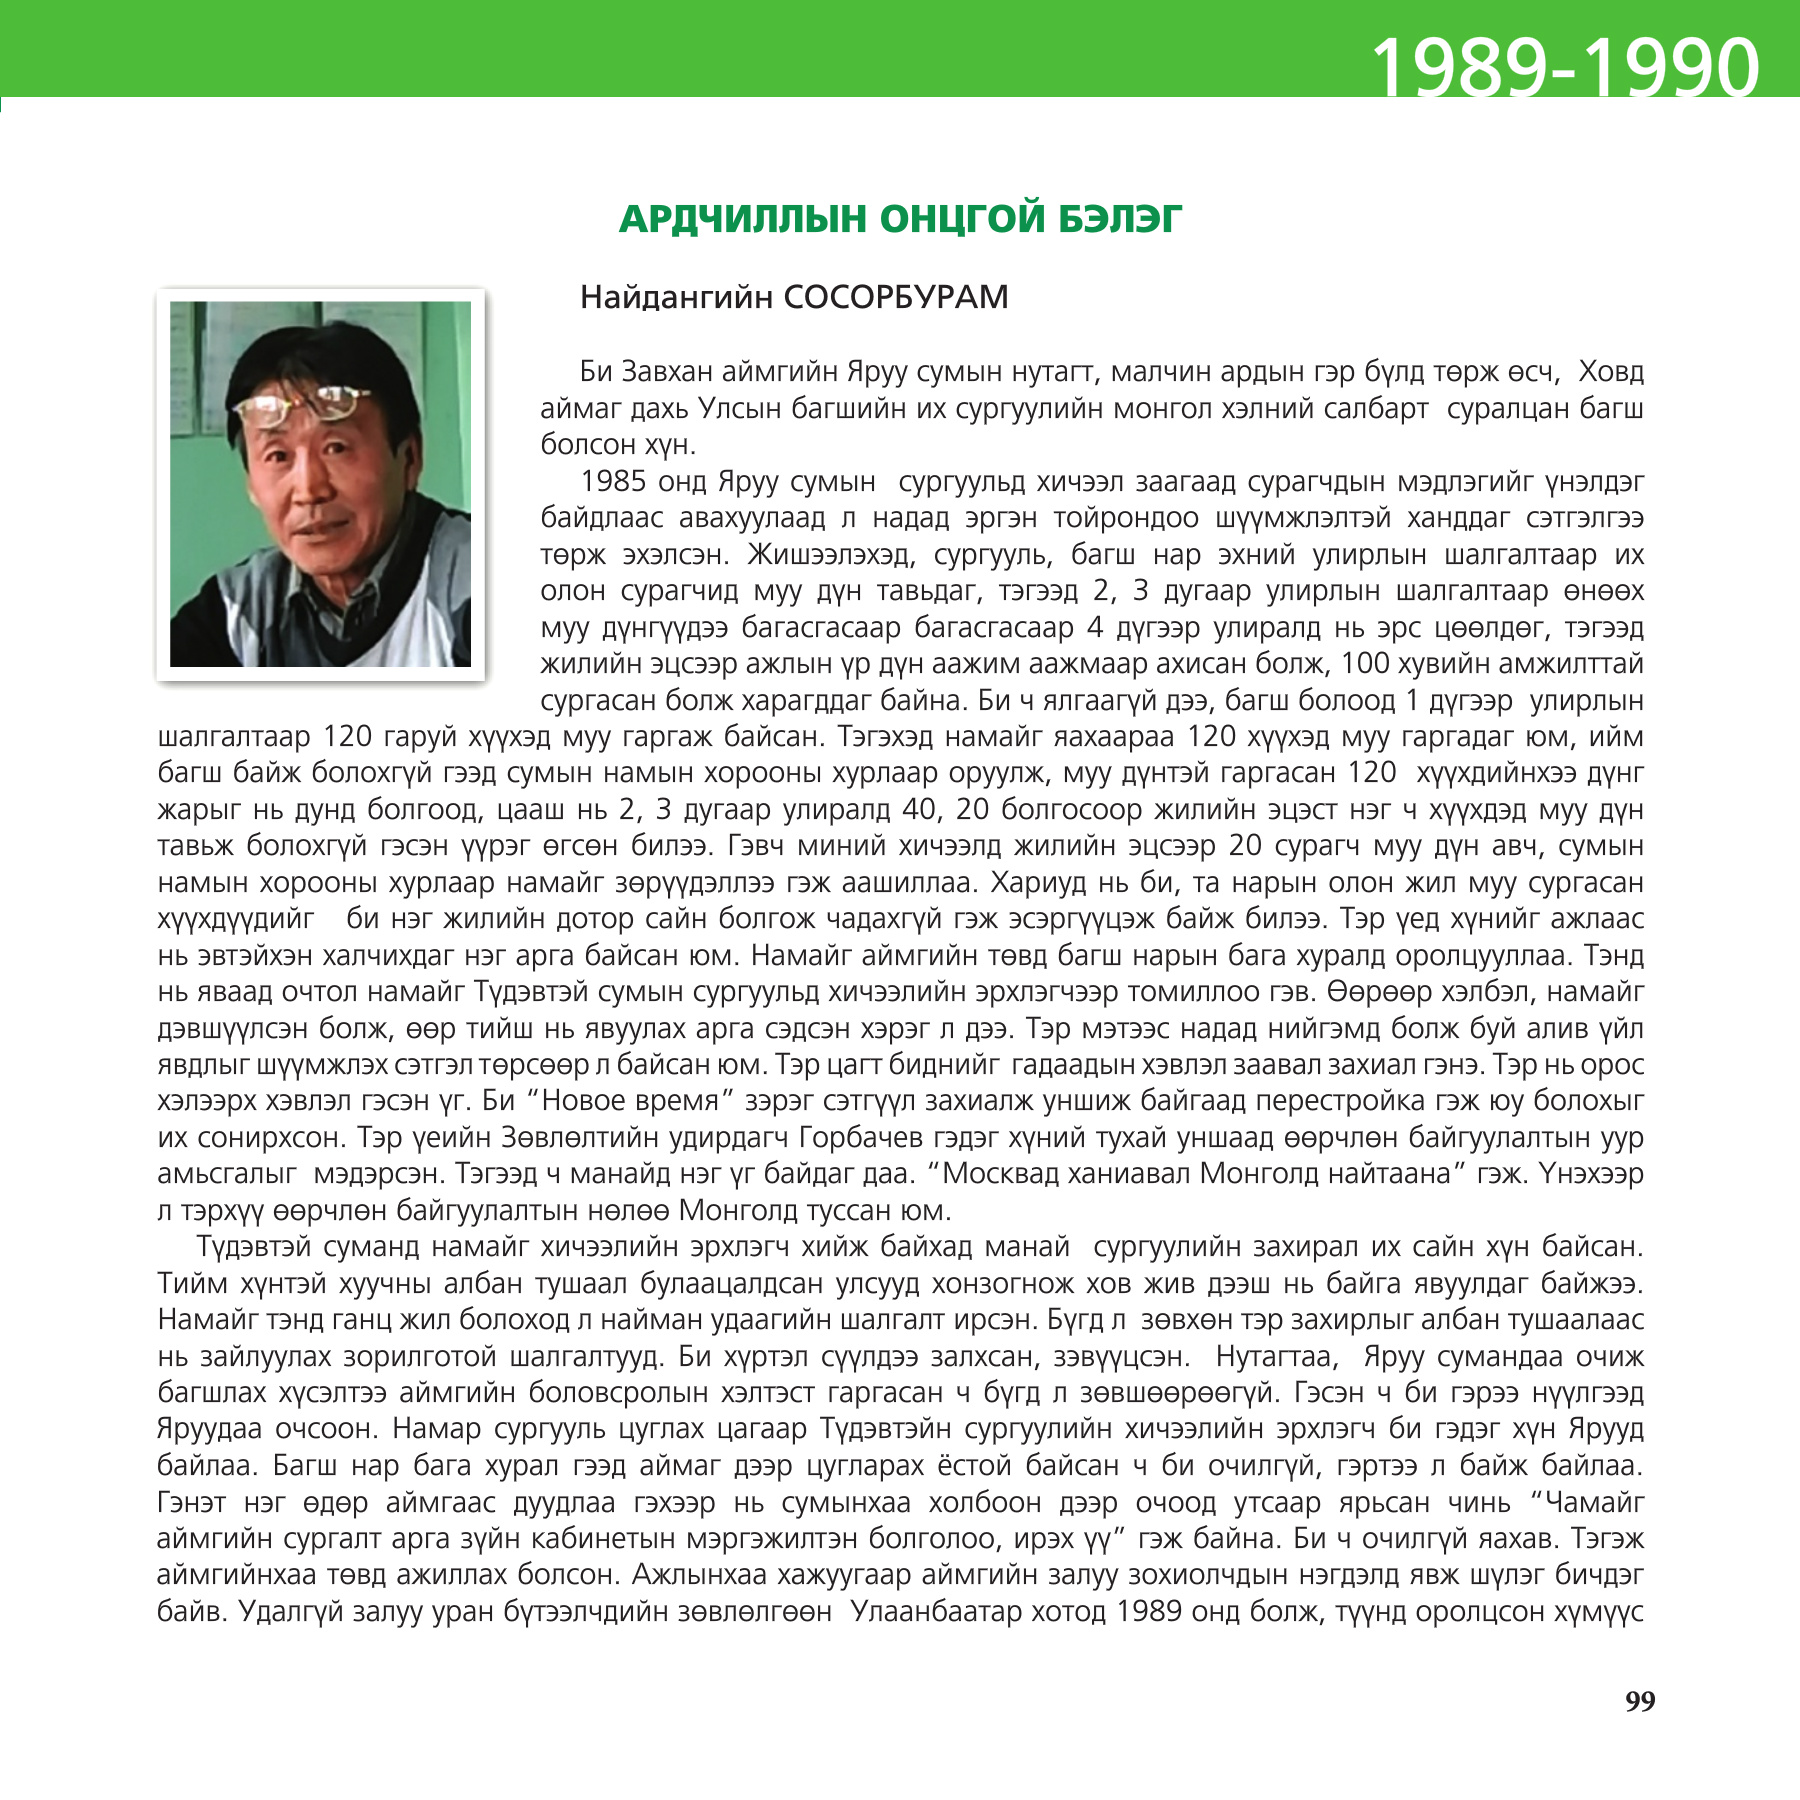 1989-1990
АРДЧИЛЛЫН ОНЦГОЙ БЭЛЭГ
Найдангийн СОСОРБУРАМ
Би Завхан аймгийн Яруу сумын нутагт, малчин ардын гэр бүлд төрж өсч, Ховд
аймаг дахь Улсын багшийн их сургуулийн монгол хэлний салбарт суралцан багш
болсон хүн.
1985 онд Яруу сумын сургуульд хичээл заагаад сурагчдын мэдлэгийг үнэлдэг
байдлаас авахуулаад л надад эргэн тойрондоо шүүмжлэлтэй ханддаг сэтгэлгээ
төрж эхэлсэн. Жишээлэхэд, сургууль, багш нар эхний улирлын шалгалтаар их
олон сурагчид муу дүн тавьдаг, тэгээд 2, 3 дугаар улирлын шалгалтаар өнөөх
муу дүнгүүдээ багасгасаар багасгасаар 4 дүгээр улиралд нь эрс цөөлдөг, тэгээд
жилийн эцсээр ажлын үр дүн аажим аажмаар ахисан болж, 100 хувийн амжилттай
сургасан болж харагддаг байна. Би ч ялгаагүй дээ, багш болоод 1 дүгээр улирлын
шалгалтаар 120 гаруй хүүхэд муу гаргаж байсан. Тэгэхэд намайг яахаараа 120 хүүхэд муу гаргадаг юм, ийм
багш байж болохгүй гээд сумын намын хорооны хурлаар оруулж, муу дүнтэй гаргасан 120 хүүхдийнхээ дүнг
жарыг нь дунд болгоод, цааш нь 2, 3 дугаар улиралд 40, 20 болгосоор жилийн эцэст нэг ч хүүхдэд муу дүн
тавьж болохгүй гэсэн үүрэг өгсөн билээ. Гэвч миний хичээлд жилийн эцсээр 20 сурагч муу дүн авч, сумын
намын хорооны хурлаар намайг зөрүүдэллээ гэж аашиллаа. Хариуд нь би, та нарын олон жил муу сургасан
хүүхдүүдийг би нэг жилийн дотор сайн болгож чадахгүй гэж эсэргүүцэж байж билээ. Тэр үед хүнийг ажлаас
нь эвтэйхэн халчихдаг нэг арга байсан юм. Намайг аймгийн төвд багш нарын бага хуралд оролцууллаа. Тэнд
нь яваад очтол намайг Түдэвтэй сумын сургуульд хичээлийн эрхлэгчээр томиллоо гэв. Өөрөөр хэлбэл, намайг
дэвшүүлсэн болж, өөр тийш нь явуулах арга сэдсэн хэрэг л дээ. Тэр мэтээс надад нийгэмд болж буй алив үйл
явдлыг шүүмжлэх сэтгэл төрсөөр л байсан юм. Тэр цагт биднийг гадаадын хэвлэл заавал захиал гэнэ. Тэр нь орос
хэлээрх хэвлэл гэсэн үг. Би “Новое время” зэрэг сэтгүүл захиалж уншиж байгаад перестройка гэж юу болохыг
их сонирхсон. Тэр үеийн Зөвлөлтийн удирдагч Горбачев гэдэг хүний тухай уншаад өөрчлөн байгуулалтын уур
амьсгалыг мэдэрсэн. Тэгээд ч манайд нэг үг байдаг даа. “Москвад ханиавал Монголд найтаана” гэж. Үнэхээр
л тэрхүү өөрчлөн байгуулалтын нөлөө Монголд туссан юм.
Түдэвтэй суманд намайг хичээлийн эрхлэгч хийж байхад манай сургуулийн захирал их сайн хүн байсан.
Тийм хүнтэй хуучны албан тушаал булаацалдсан улсууд хонзогнож хов жив дээш нь байга явуулдаг байжээ.
Намайг тэнд ганц жил болоход л найман удаагийн шалгалт ирсэн. Бүгд л зөвхөн тэр захирлыг албан тушаалаас
нь зайлуулах зорилготой шалгалтууд. Би хүртэл сүүлдээ залхсан, зэвүүцсэн. Нутагтаа, Яруу сумандаа очиж
багшлах хүсэлтээ аймгийн боловсролын хэлтэст гаргасан ч бүгд л зөвшөөрөөгүй. Гэсэн ч би гэрээ нүүлгээд
Яруудаа очсоон. Намар сургууль цуглах цагаар Түдэвтэйн сургуулийн хичээлийн эрхлэгч би гэдэг хүн Яруу​д
байлаа. Багш нар бага хурал гээд аймаг дээр цугларах ёстой байсан ч би очилгүй, гэртээ л байж байлаа.
Гэнэт нэг өдөр аймгаас дуудлаа гэхээр нь сумынхаа холбоон дээр очоод утсаар ярьсан чинь “Чамайг
аймгийн сургалт арга зүйн кабинетын мэргэжилтэн болголоо, ирэх үү” гэж байна. Би ч очилгүй яахав. Тэгэж
аймгийнхаа төвд ажиллах болсон. Ажлынхаа хажуугаар аймгийн залуу зохиолчдын нэгдэлд явж шүлэг бичдэг
байв. Удалгүй залуу уран бүтээлчдийн зөвлөлгөөн Улаанбаатар хотод 1989 онд болж, түүнд оролцсон хүмүүс
99